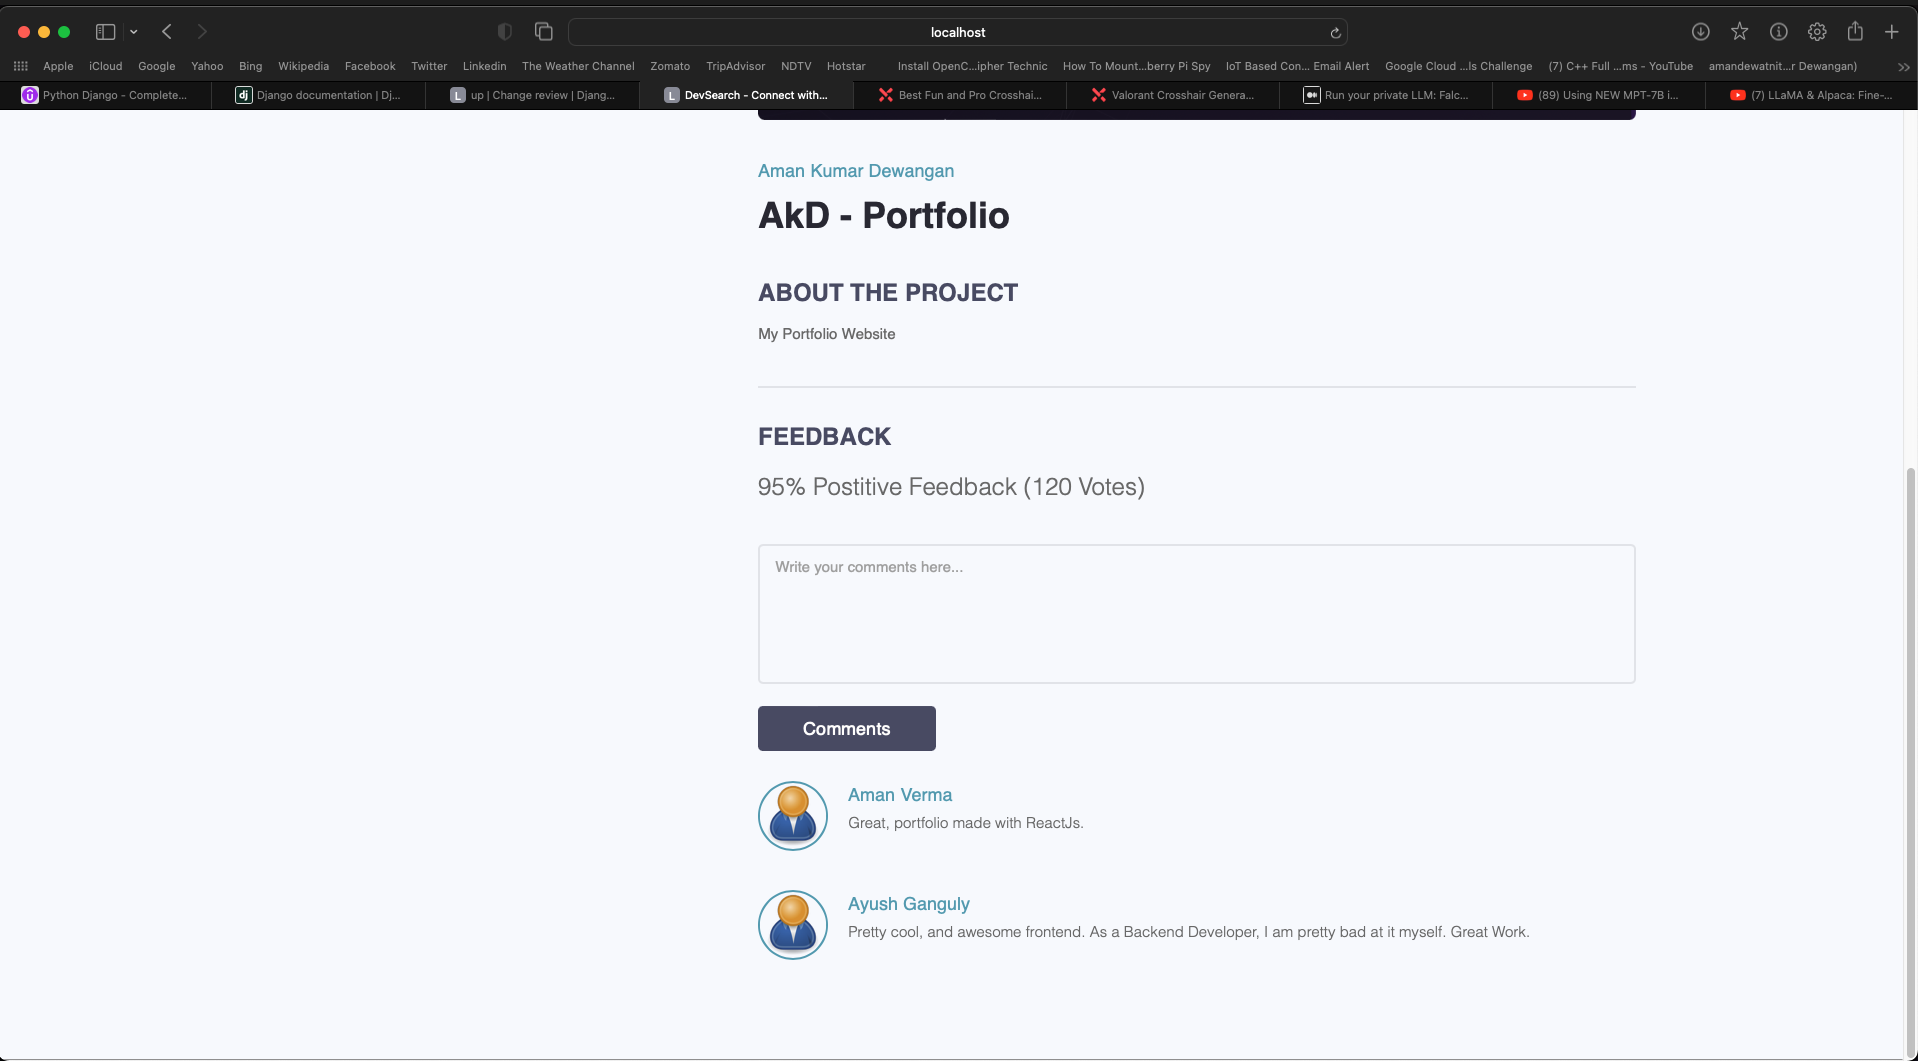 localhost
Apple iCloud Google Yahoo Bing Wikipedia Facebook Twitter Linkedin The Weather Channel Zomato TripAdvisor NDTV Hotstar Install OpenC...ipher Technic How To Mount...berry Pi Spy IoT Based Con... Email Alert Google Cloud ...ls Challenge (7) C++ Full ...ms - YouTube amandewatnit...r Dewangan)
Python Django - Complete... dj Django documentation | Dj... L up | Change review | Djang... L DevSearch - Connect with... Best Fun and Pro Crosshai... Valorant Crosshair Genera... Run your private LLM: Falc... (89) Using NEW MPT-7B i... (7) LLaMA & Alpaca: Fine-...
Aman Kumar Dewangan
AkD - Portfolio
ABOUT THE PROJECT
My Portfolio Website
FEEDBACK
95% Postitive Feedback (120 Votes)
Write your comments here...
Comments
Aman Verma
Great, portfolio made with ReactJs.
Ayush Ganguly
Pretty cool, and awesome frontend. As a Backend Developer, I am pretty bad at it myself. Great Work.